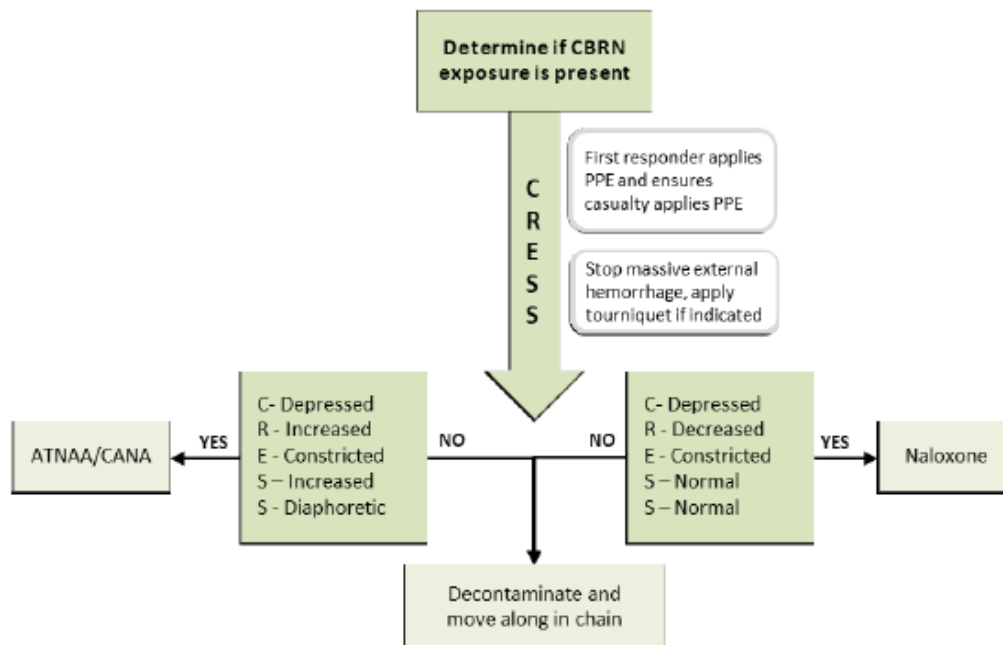 Determine if CBRN
exposure is present
C
R
E
S
S
First responder applies
PPE and ensures
casualty applies PPE
Stop massive external
hemorrhage, apply
tourniquet if indicated
ATNAA/CANA
YES
C- Depressed
R - Increased
E - Constricted
S – Increased
S - Diaphoretic
NO
NO
C- Depressed
R - Decreased
E - Constricted
S – Normal
S – Normal
YES
Naloxone
Decontaminate and
move along in chain